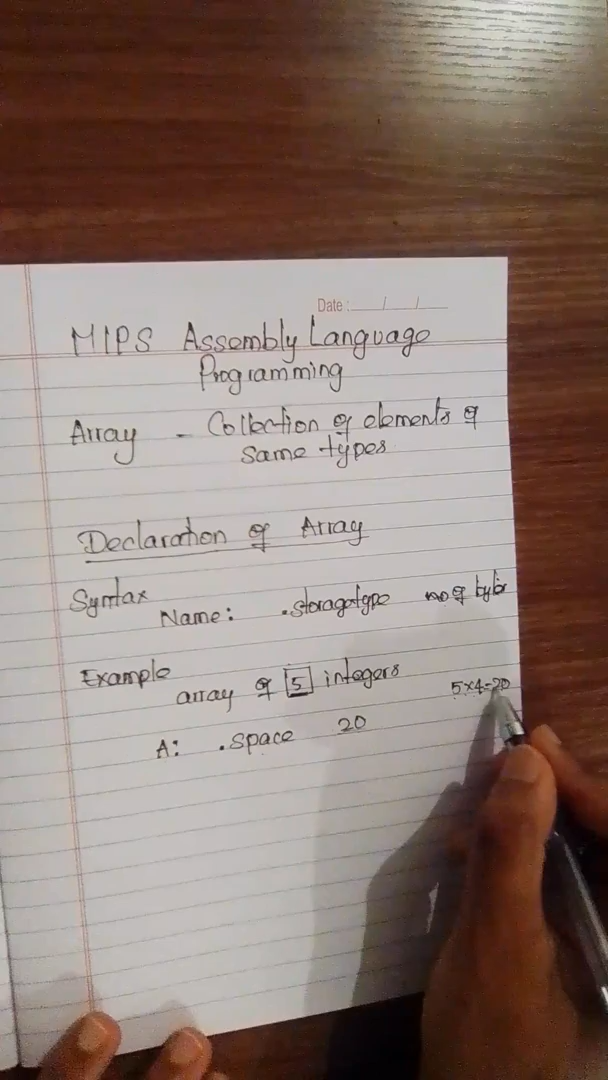 Date : / /
MIPS Assembly Language
Programming
Array - Collection of elements of
same types
Declaration of Array
Syntax
Name: .storagetype no of bytes
Example
array of 5 integers
5x4=20
A: .space 20